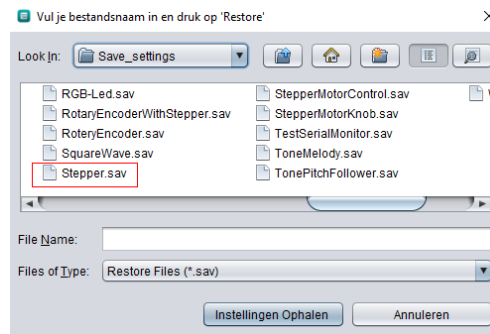 Vul je bestandsnaam in en druk op 'Restore'
Look In: Save_settings
RGB-Led.sav
RotaryEncoderWithStepper.sav
RoteryEncoder.sav
SquareWave.sav
Stepper.sav
StepperMotorControl.sav
StepperMotorKnob.sav
TestSerialMonitor.sav
ToneMelody.sav
TonePitchFollower.sav
File Name:
Files of Type: Restore Files (*.sav)
Instellingen Ophalen Annuleren